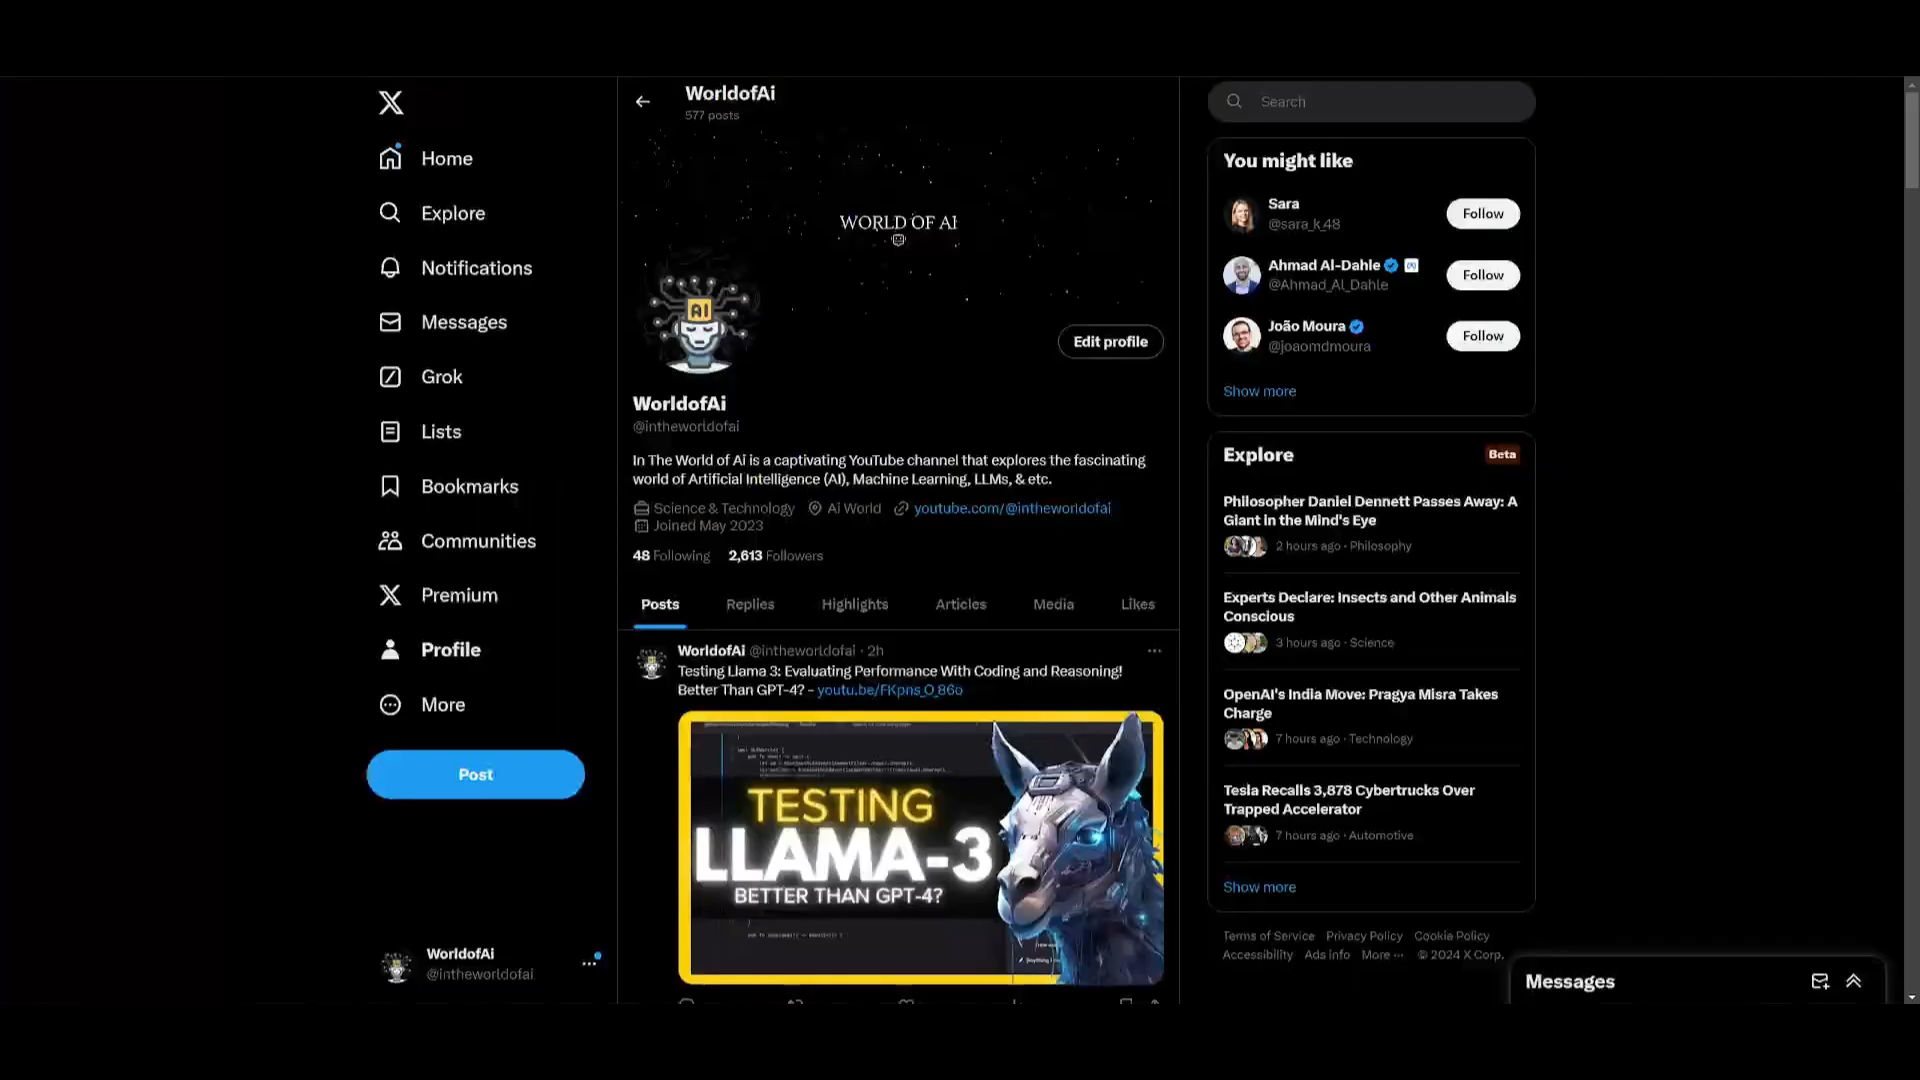 Home
Explore
Notifications
Messages
Grok
Lists
Bookmarks
Communities
Premium
Profile
More
Post
WorldofAi
@intheworldofai
WorldofAi
577 posts
WORLD OF AI
AI
Edit profile
WorldofAi
@intheworldofai
In The World of Ai is a captivating YouTube channel that explores the fascinating
world of Artificial Intelligence (AI), Machine Learning, LLMs, & etc.
Science & Technology Ai World youtube.com/@intheworldofai
Joined May 2023
48 Following 2,613 Followers
Posts Replies Highlights Articles Media Likes
WorldofAi @intheworldofai · 2h
Testing Llama 3: Evaluating Performance With Coding and Reasoning!
Better Than GPT-4? - youtu.be/FKpns_O_86o
TESTING
LLAMA-3
BETTER THAN GPT-4?
Search
You might like
Sara
@sara_k_48
Follow
Ahmad Al-Dahle
@Ahmad_Al_Dahle
Follow
João Moura
@joaomdmoura
Follow
Show more
Explore
Beta
Philosopher Daniel Dennett Passes Away: A
Giant in the Mind's Eye
2 hours ago · Philosophy
Experts Declare: Insects and Other Animals
Conscious
3 hours ago · Science
OpenAI's India Move: Pragya Misra Takes
Charge
7 hours ago · Technology
Tesla Recalls 3,878 Cybertrucks Over
Trapped Accelerator
7 hours ago · Automotive
Show more
Terms of Service Privacy Policy Cookie Policy
Accessibility Ads info More ··· © 2024 X Corp.
Messages